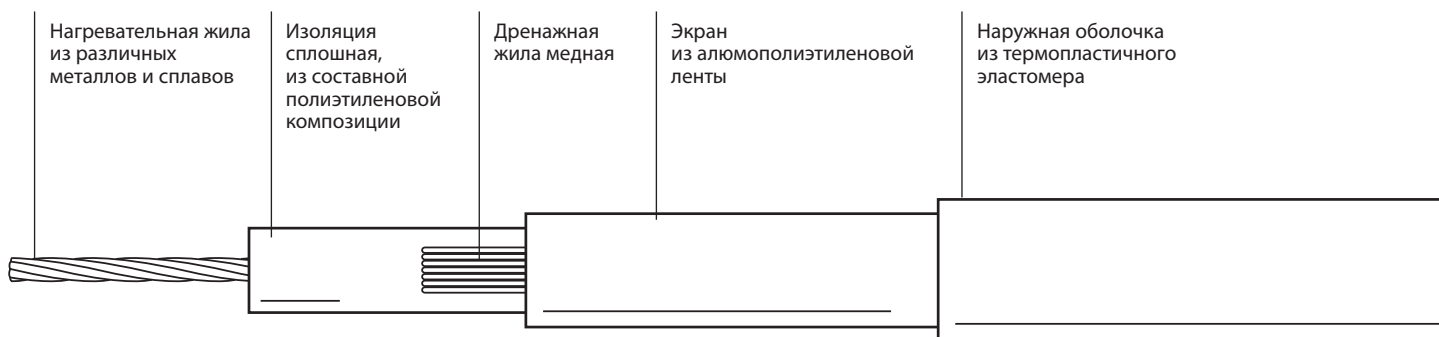 Нагревательная жила
из различных
металлов и сплавов
Изоляция
сплошная,
из составной
полиэтиленовой
композиции
Дренажная
жила медная
Экран
из алюмополиэтиленовой
ленты
Наружная оболочка
из термопластичного
эластомера